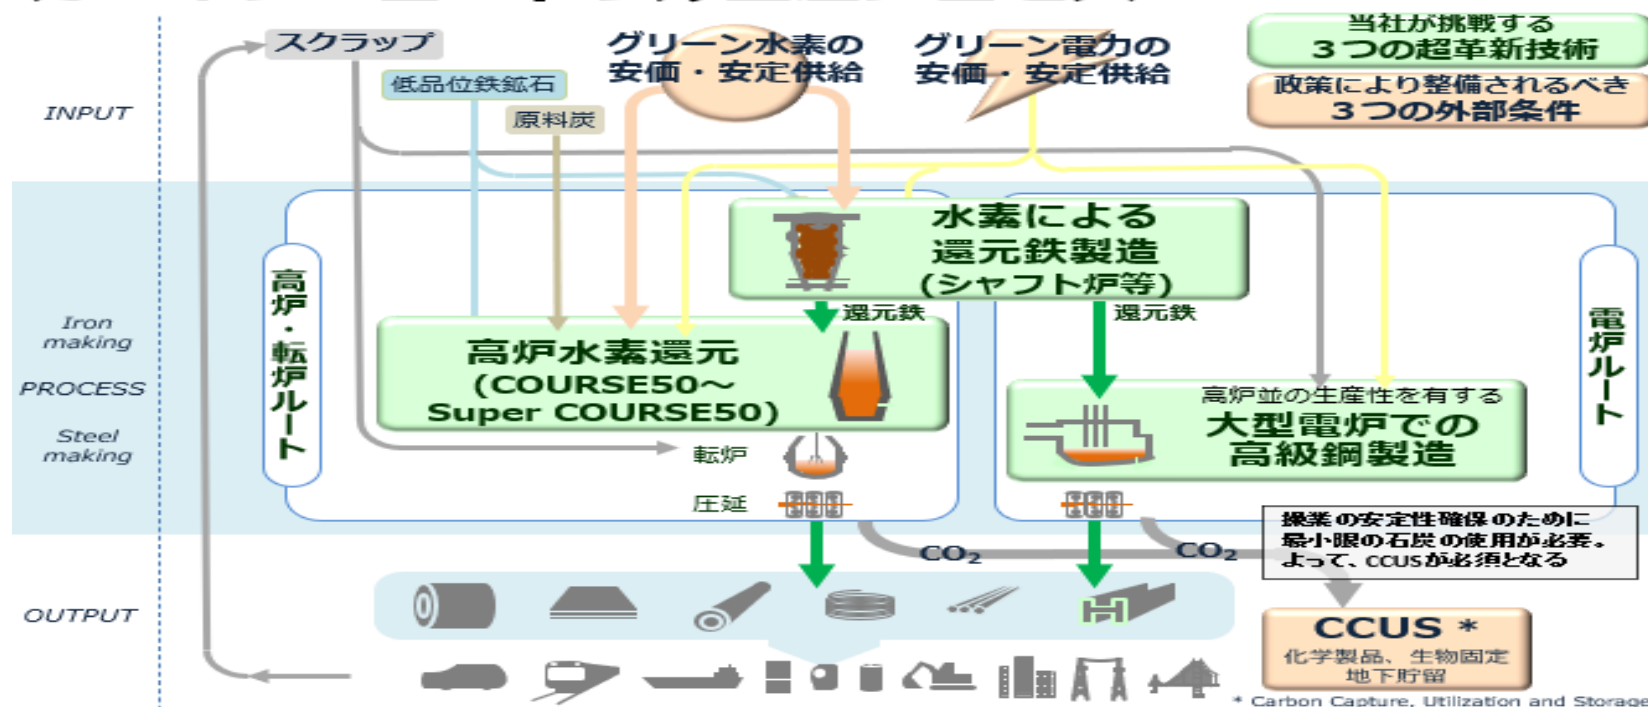 スクラップ
グリーン水素の
安価・安定供給
グリーン電力の
安価・安定供給
当社が挑戦する
3つの超革新技術
政策により整備されるべき
3つの外部条件
低品位鉄鉱石
原料炭
INPUT
水素による
還元鉄製造
(シャフト炉等)
高炉・転炉ルート
電炉ルート
Iron
making
PROCESS
Steel
making
還元鉄
還元鉄
高炉水素還元
(COURSE50～
Super COURSE50)
高炉並の生産性を有する
大型電炉での
高級鋼製造
転炉
圧延
操業の安定性確保のために
最小限の石炭の使用が必要。
よって、CCUSが必須となる
CO₂
CO₂
OUTPUT
CCUS *
化学製品、生物固定
地下貯留
* Carbon Capture, Utilization and Storage